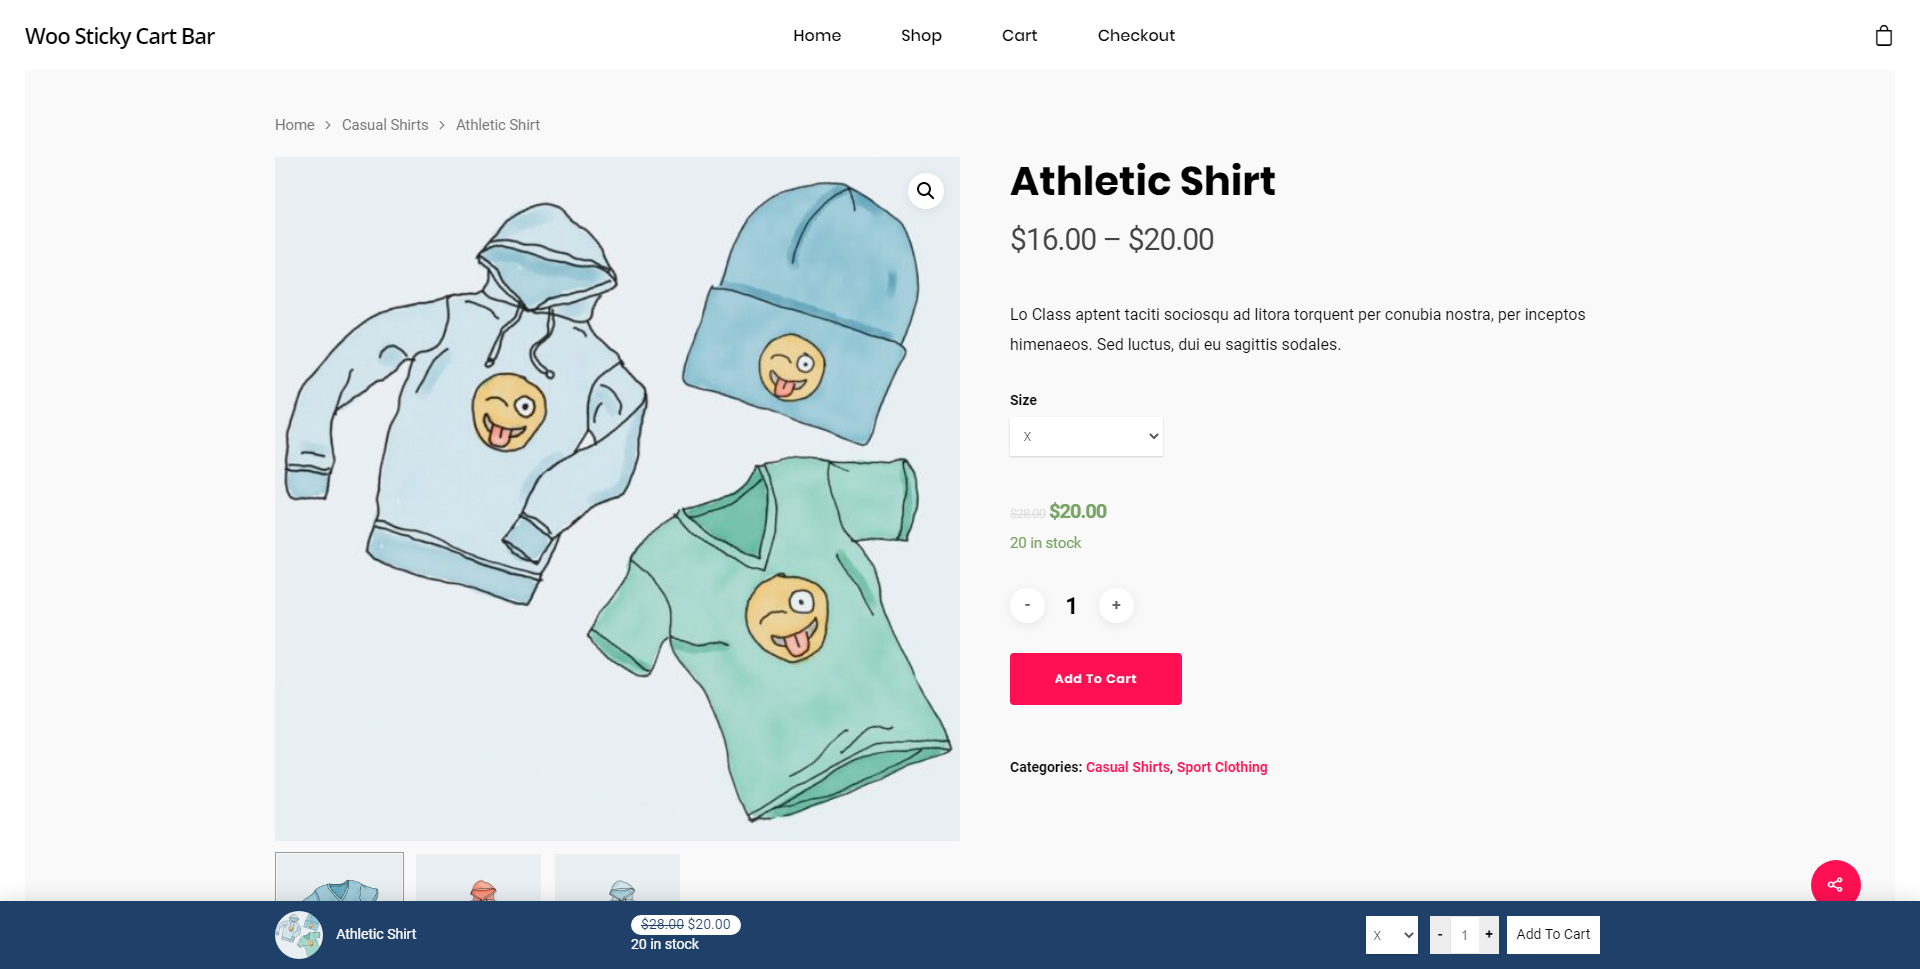 Woo Sticky Cart Bar
Home Shop Cart Checkout
Home > Casual Shirts > Athletic Shirt
Athletic Shirt
$16.00 – $20.00
Lo Class aptent taciti sociosqu ad litora torquent per conubia nostra, per inceptos
himenaeos. Sed luctus, dui eu sagittis sodales.
Size
X
$28.00 $20.00
20 in stock
- 1 +
Add To Cart
Categories: Casual Shirts, Sport Clothing
Athletic Shirt
$28.00 $20.00
20 in stock
X
- 1 +
Add To Cart